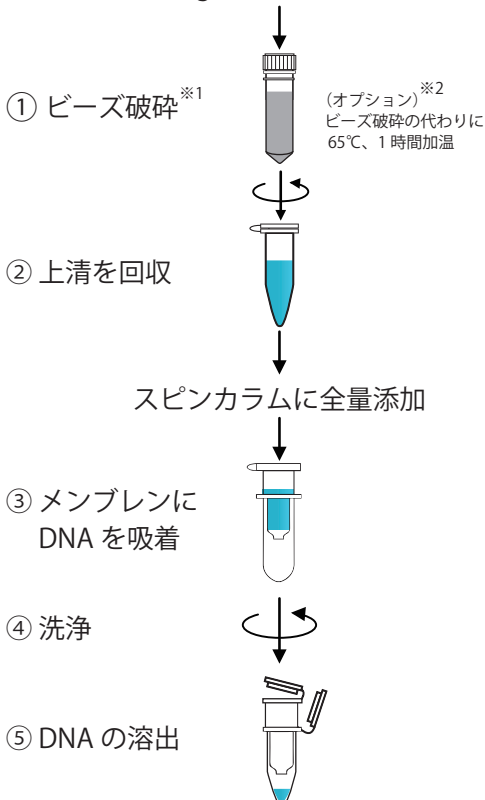 ① ビーズ破砕※1
（オプション）※2
ビーズ破砕の代わりに
65℃、1 時間加温
② 上清を回収
スピンカラムに全量添加
③ メンブレンに
DNA を吸着
④ 洗浄
⑤ DNA の溶出